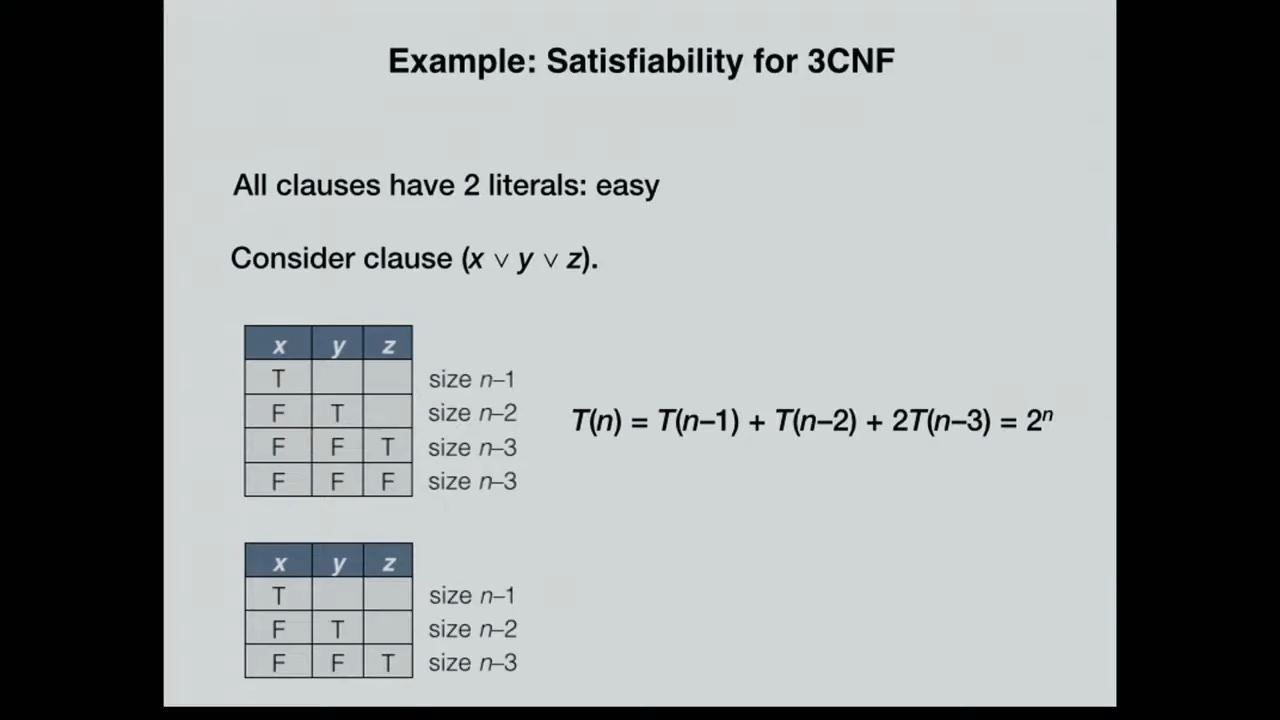 Example: Satisfiability for 3CNF
All clauses have 2 literals: easy
Consider clause (x ∨ y ∨ z).
x y z
T size n–1
F T size n–2
F F T size n–3
F F F size n–3
T(n) = T(n–1) + T(n–2) + 2T(n–3) = 2ⁿ
x y z
T size n–1
F T size n–2
F F T size n–3